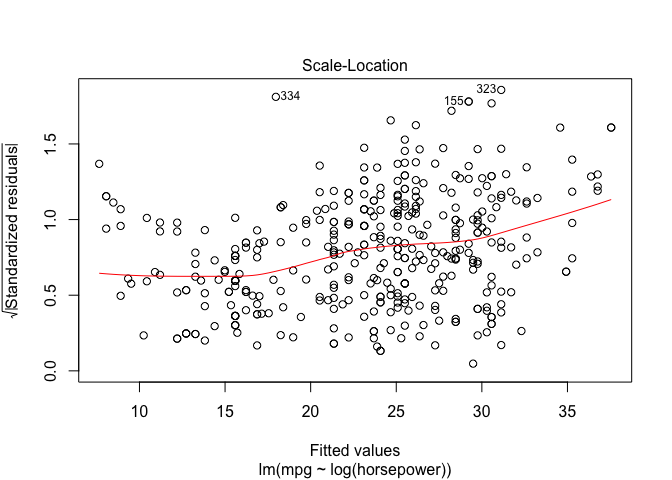 Scale-Location
√|Standardized residuals|
1.5
1.0
0.5
0.0
334
155
323
10 15 20 25 30 35
Fitted values
lm(mpg ~ log(horsepower))